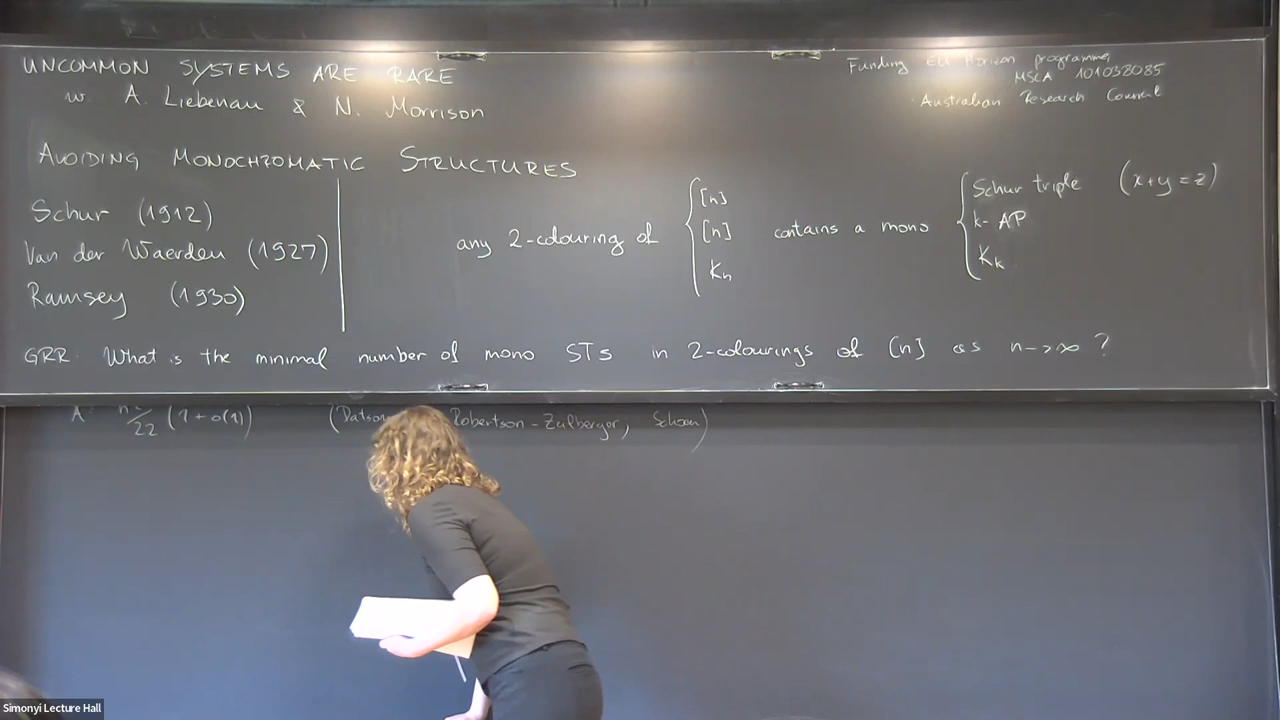 UNCOMMON SYSTEMS ARE RARE
w. A. Liebenau & N. Morrison
Funding EU Horizon programme,
MSCA 101038085
Australian Research Council
AVOIDING MONOCHROMATIC STRUCTURES
Schur (1912)
Van der Waerden (1927)
Ramsey (1930)
any 2-colouring of { [n] [n] Kn contains a mono { Schur triple (x+y=z) k-AP Kk
GRR: What is the minimal number of mono STs in 2-colourings of [n] as n->∞ ?
A: n²/22 (1+o(1)) ( Robertson-Zeilberger, Schoen)
Simonyi Lecture Hall